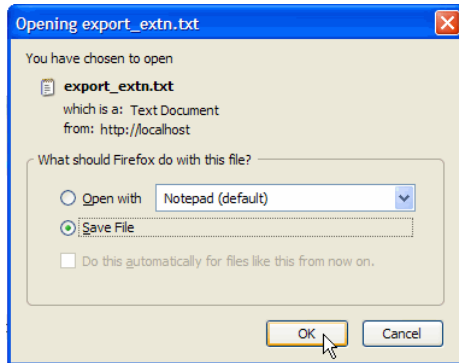 Opening export_extn.txt
You have chosen to open
export_extn.txt
which is a: Text Document
from: http://localhost
What should Firefox do with this file?
Open with Notepad (default)
Save File
Do this automatically for files like this from now on.
OK Cancel